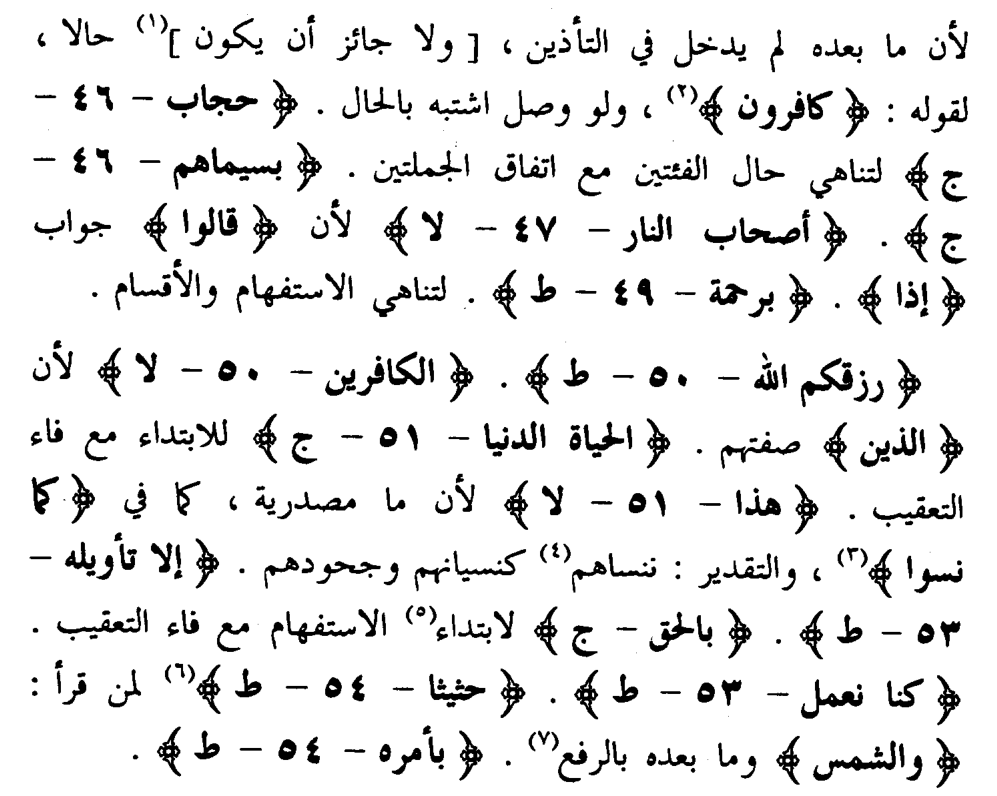 لأن ما بعده لم يدخل في التأذين ، [ ولا جائز أن يكون ](١) حالا ،
لقوله : ﴿ كافرون ﴾(٢) ، ولو وصل اشتبه بالحال . ﴿ حجاب – ٤٦ –
ج ﴾ لتناهي حال الفئتين مع اتفاق الجملتين . ﴿ بسيماهم – ٤٦ –
ج ﴾ . ﴿ أصحاب النار – ٤٧ – لا ﴾ لأن ﴿ قالوا ﴾ جواب
﴿ إذا ﴾ . ﴿ برحمة – ٤٩ – ط ﴾ . لتناهي الاستفهام والأقسام .
﴿ رزقكم الله – ٥٠ – ط ﴾ . ﴿ الكافرين – ٥٠ – لا ﴾ لأن
﴿ الذين ﴾ صفتهم . ﴿ الحياة الدنيا – ٥١ – ج ﴾ للابتداء مع فاء
التعقيب . ﴿ هذا – ٥١ – لا ﴾ لأن ما مصدرية ، كما في ﴿ كما
نسوا ﴾(٣) ، والتقدير : ننساهم(٤) كنسيانهم وجحودهم . ﴿ إلا تأويله –
٥٣ – ط ﴾ . ﴿ بالحق – ج ﴾ لابتداء(٥) الاستفهام مع فاء التعقيب .
﴿ كنا نعمل – ٥٣ – ط ﴾ . ﴿ حثيثا – ٥٤ – ط ﴾(٦) لمن قرأ :
﴿ والشمس ﴾ وما بعده بالرفع(٧) . ﴿ بأمره – ٥٤ – ط ﴾ .